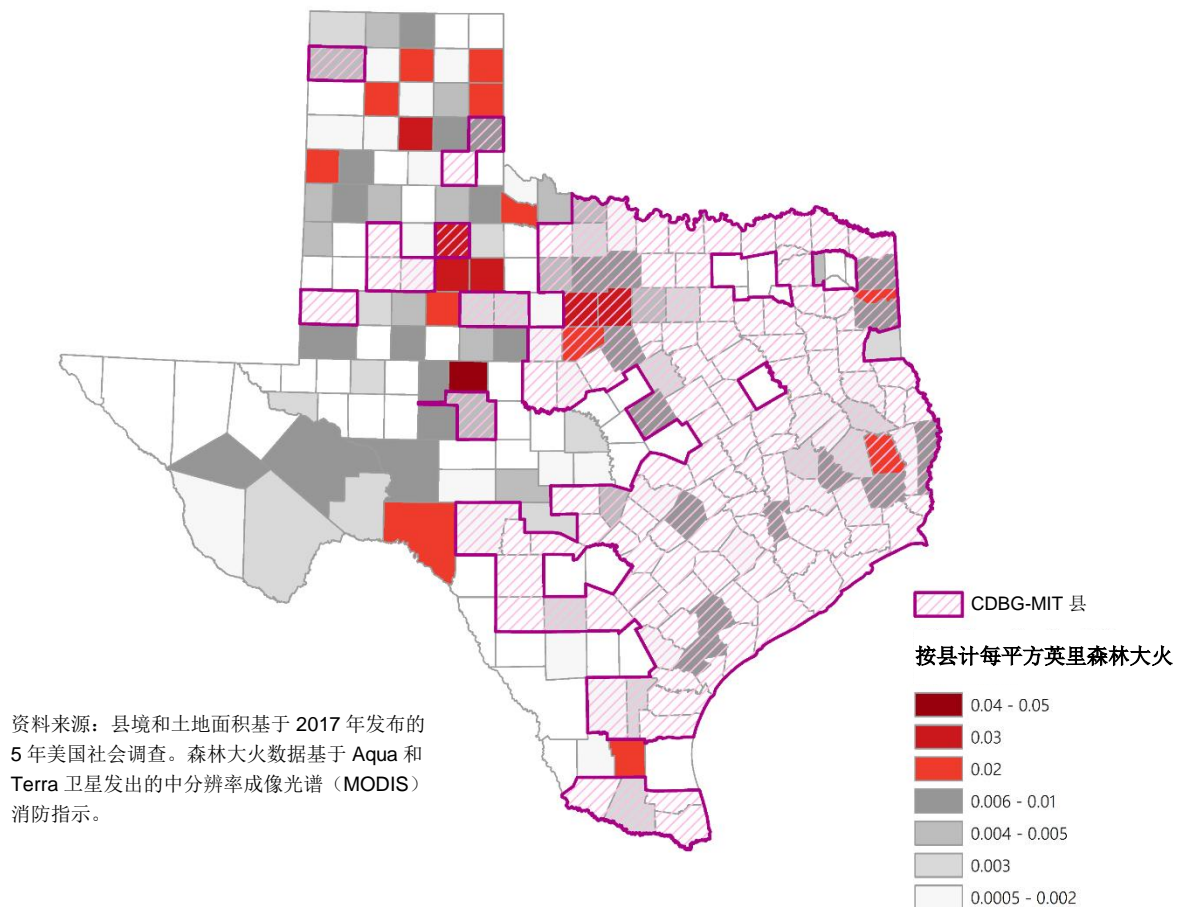 CDBG-MIT 县
按县计每平方英里森林大火
0.04 - 0.05
0.03
0.02
0.006 - 0.01
0.004 - 0.005
0.003
0.0005 - 0.002
资料来源：县境和土地面积基于 2017 年发布的
5 年美国社会调查。森林大火数据基于 Aqua 和
Terra 卫星发出的中分辨率成像光谱（MODIS）
消防指示。